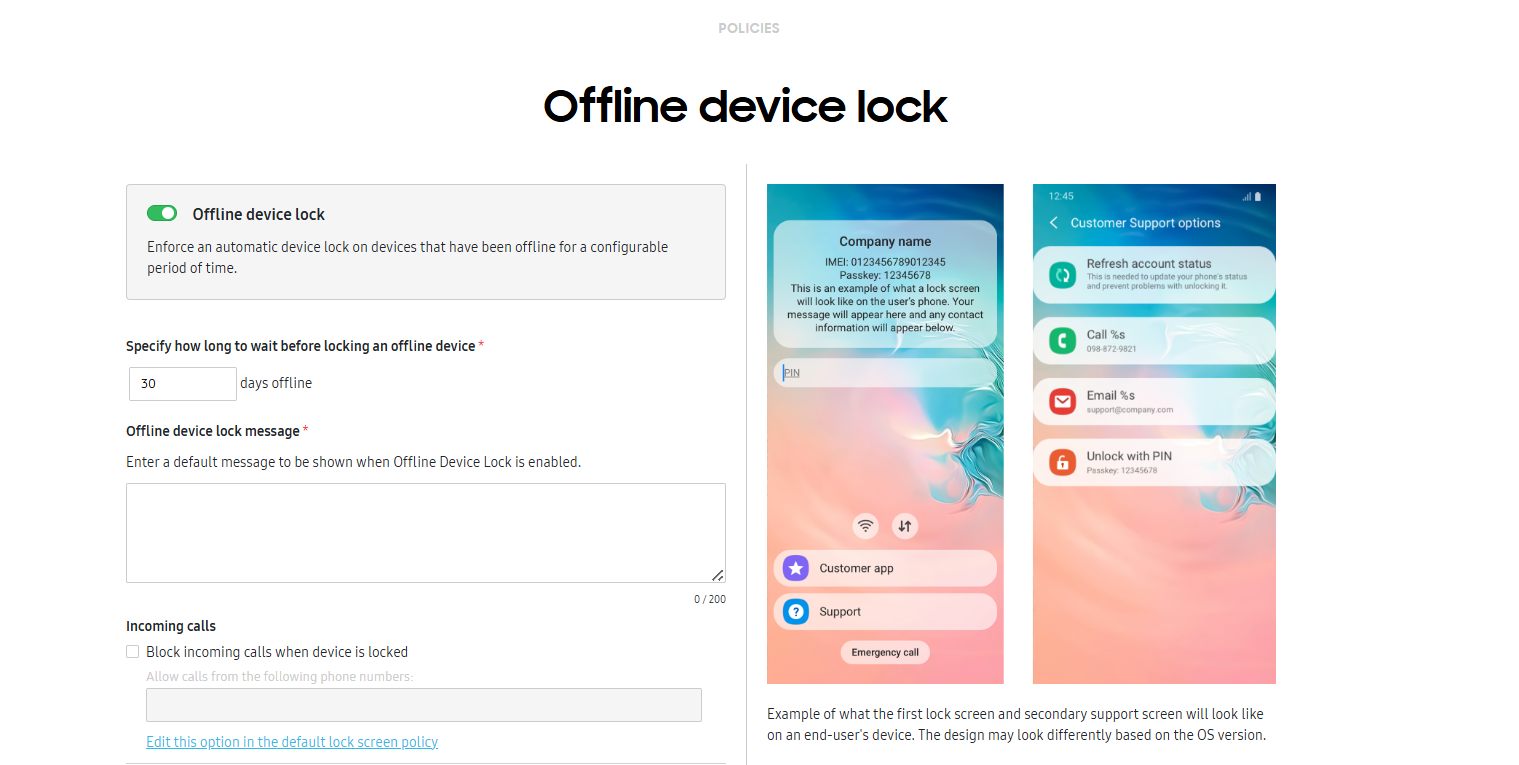 POLICIES
Offline device lock
Offline device lock
Enforce an automatic device lock on devices that have been offline for a configurable
period of time.
Specify how long to wait before locking an offline device *
30 days offline
Offline device lock message *
Enter a default message to be shown when Offline Device Lock is enabled.
0 / 200
Incoming calls
Block incoming calls when device is locked
Allow calls from the following phone numbers:
Edit this option in the default lock screen policy
Company name
IMEI: 0123456789012345
Passkey: 12345678
This is an example of what a lock screen
will look like on the user's phone. Your
message will appear here and any contact
information will appear below.
PIN
Customer app
Support
Emergency call
12:45
Customer Support options
Refresh account status
This is needed to update your phone's status
and prevent problems with unlocking it.
Call %s
098-872-9821
Email %s
support@company.com
Unlock with PIN
Passkey: 12345678
Example of what the first lock screen and secondary support screen will look like
on an end-user's device. The design may look differently based on the OS version.